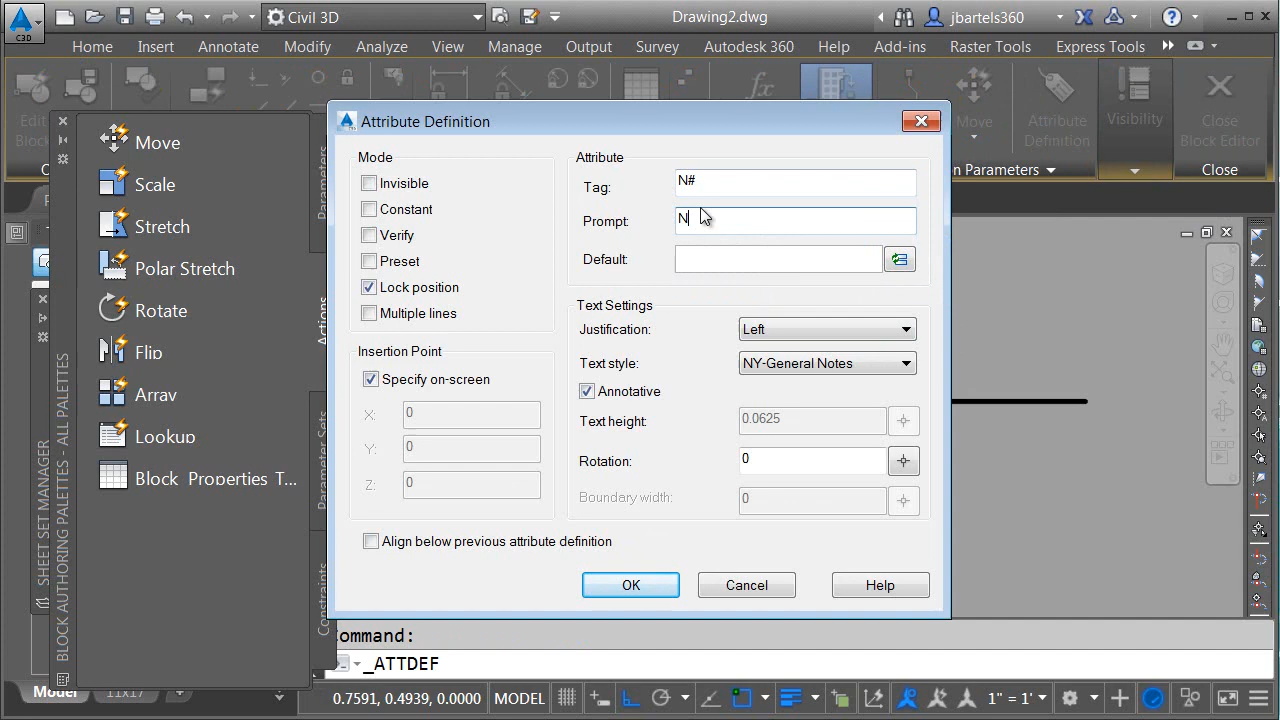 C3D
Civil 3D
Drawing2.dwg
jbartels360
Home Insert Annotate Modify Analyze View Manage Output Survey Autodesk 360 Help Add-ins Raster Tools Express Tools
Edit
Move
Attribute
Definition
Visibility
Close
Block Editor
Close
Attribute Definition
Mode
Invisible
Constant
Verify
Preset
Lock position
Multiple lines
Insertion Point
Specify on-screen
X: 0
Y: 0
Z: 0
Align below previous attribute definition
Attribute
Tag: N#
Prompt: N
Default:
Text Settings
Justification: Left
Text style: NY-General Notes
Annotative
Text height: 0.0625
Rotation: 0
Boundary width: 0
OK Cancel Help
Move
Scale
Stretch
Polar Stretch
Rotate
Flip
Array
Lookup
Block Properties T...
Parameters
Actions
Parameter Sets
Constraints
SHEET SET MANAGER
BLOCK AUTHORING PALETTES - ALL PALETTES
Command:
_ATTDEF
Model 11x17 +
0.7591, 0.4939, 0.0000 MODEL 1" = 1'